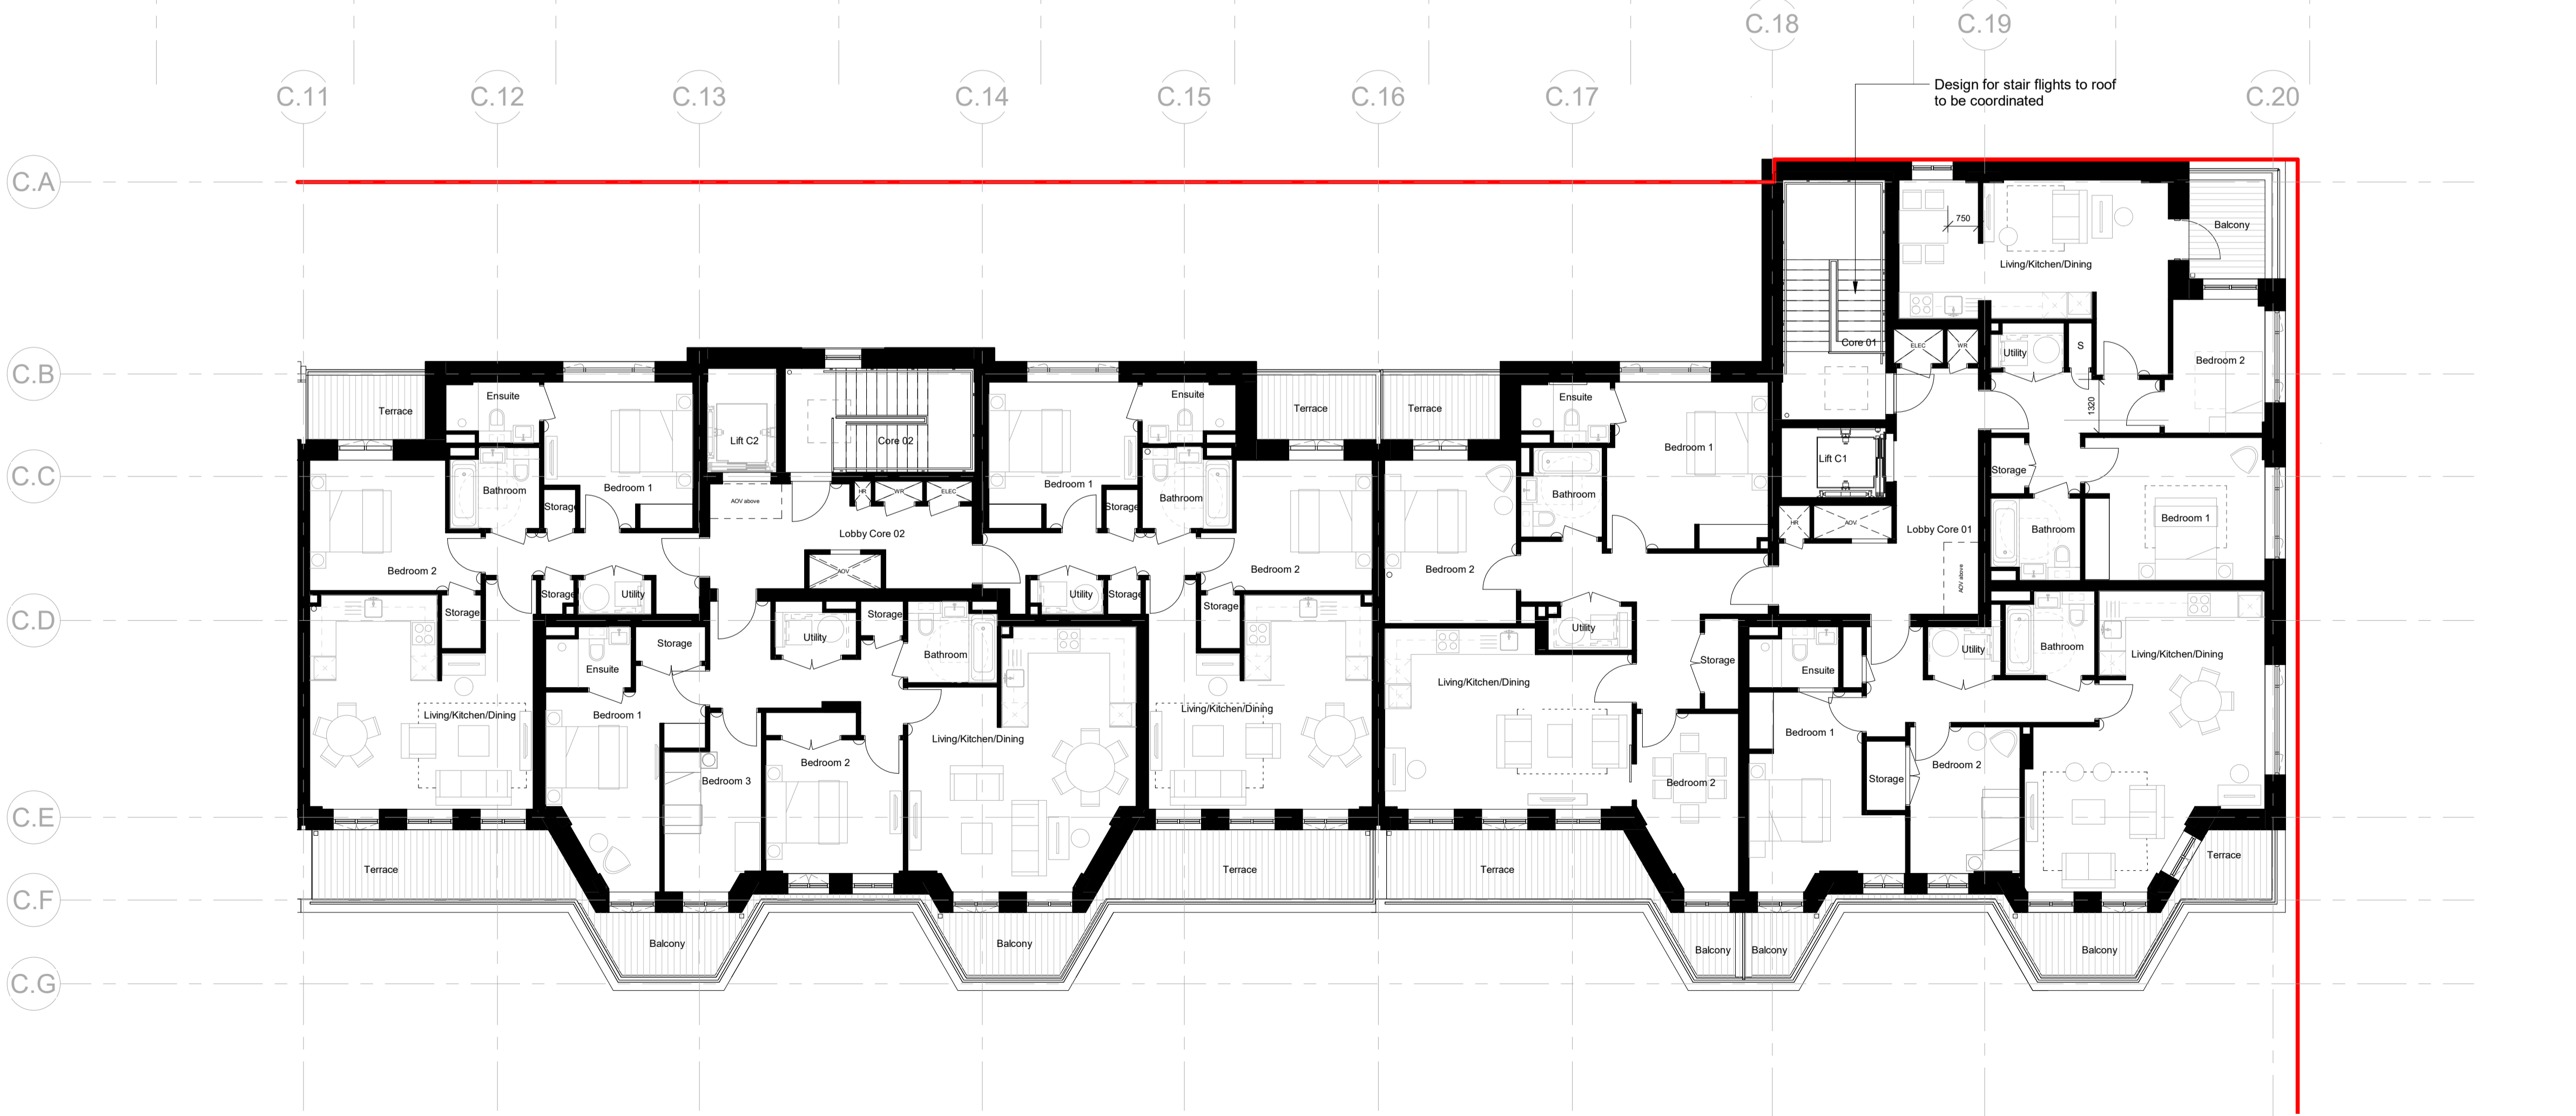 C.18
C.19
Design for stair flights to roof
to be coordinated
C.11
C.12
C.13
C.14
C.15
C.16
C.17
C.20
C.A
750
Balcony
Living/Kitchen/Dining
Core 01
ELEC
WR
Utility
S
Bedroom 2
C.B
Terrace
Ensuite
Ensuite
Terrace
Terrace
Ensuite
1320
Lift C2
Core 02
Bedroom 1
Lift C1
Storage
C.C
Bathroom
Bedroom 1
Bedroom 1
Bathroom
Bathroom
AOV above
HR
WR
ELEC
Storage
Storage
Bedroom 1
HR
AOV
Lobby Core 01
Bathroom
Lobby Core 02
AOV
Bedroom 2
Bedroom 2
Bedroom 2
AOV above
Storage
Utility
Utility
Storage
Storage
Storage
C.D
Storage
Utility
Utility
Storage
Ensuite
Bathroom
Storage
Ensuite
Utility
Bathroom
Living/Kitchen/Dining
Living/Kitchen/Dining
Living/Kitchen/Dining
Bedroom 1
Living/Kitchen/Dining
Living/Kitchen/Dining
Bedroom 1
Bedroom 2
Bedroom 3
Bedroom 2
Storage
Bedroom 2
C.E
Terrace
Terrace
Terrace
Terrace
C.F
Balcony
Balcony
Balcony
Balcony
Balcony
C.G